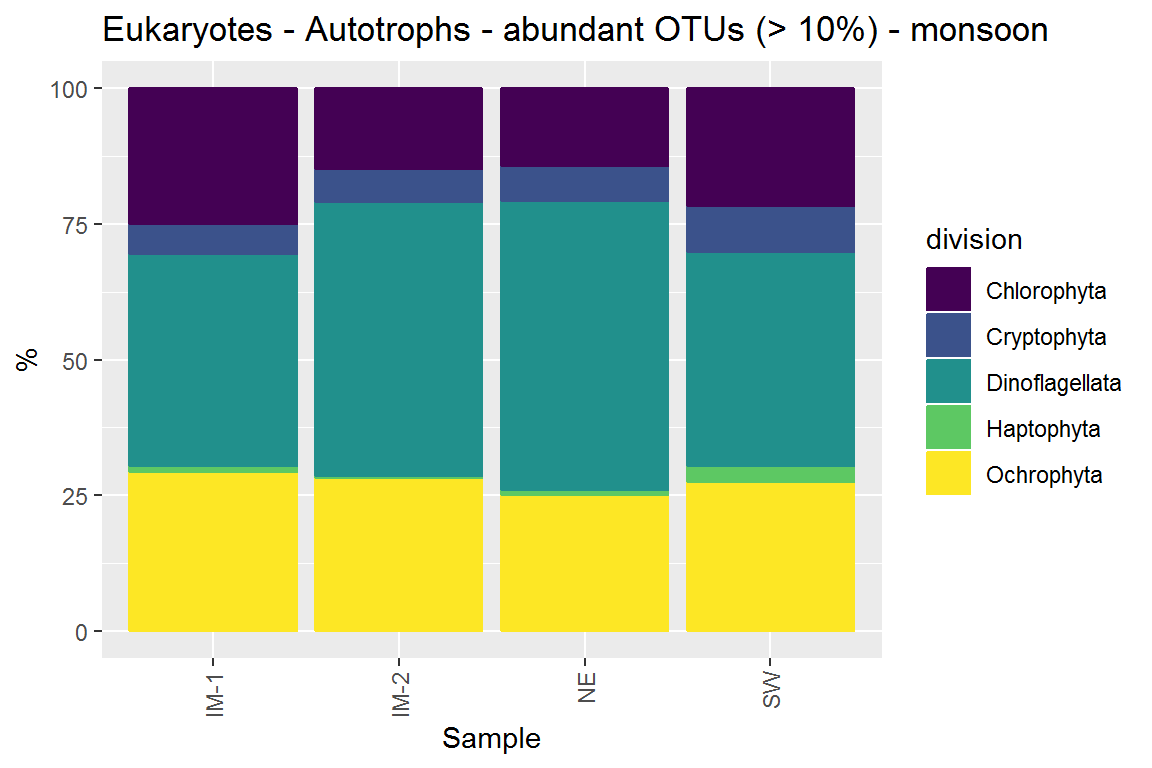 Eukaryotes - Autotrophs - abundant OTUs (> 10%) - monsoon
100
75
50
25
0
%
IM-1
IM-2
NE
SW
Sample
division
Chlorophyta
Cryptophyta
Dinoflagellata
Haptophyta
Ochrophyta